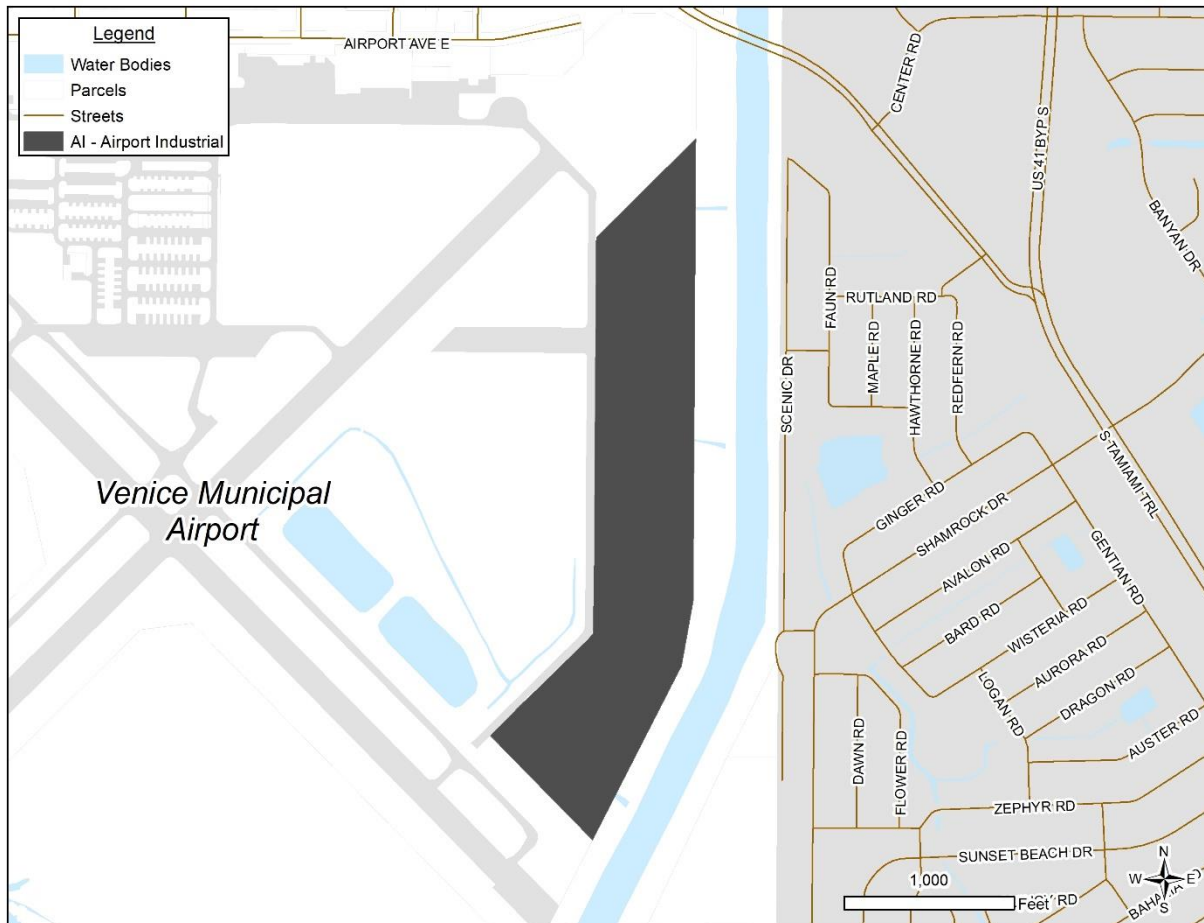 Legend
Water Bodies
Parcels
Streets
AI - Airport Industrial
AIRPORT AVE E
CENTER RD
US 41 BYP S
BANYAN DR
FAUN RD
RUTLAND RD
MAPLE RD
HAWTHORNE RD
REDFERN RD
SCENIC DR
S TAMIAMI TRL
Venice Municipal
Airport
GINGER RD
SHAMROCK DR
AVALON RD
GENTIAN RD
BARD RD
WISTERIA RD
AURORA RD
LOGAN RD
DRAGON RD
AUSTER RD
DAWN RD
FLOWER RD
ZEPHYR RD
SUNSET BEACH DR
N
W
E
S
1,000
Feet
RD